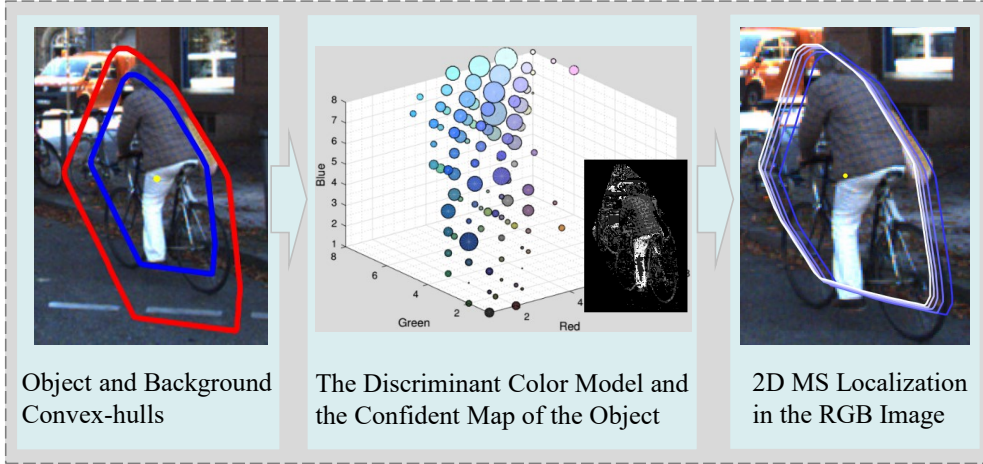 8
7
6
5
4
3
2
1
Blue
8
6
4
2
Green
2
4
Red
8
Object and Background
Convex-hulls
The Discriminant Color Model and
the Confident Map of the Object
2D MS Localization
in the RGB Image